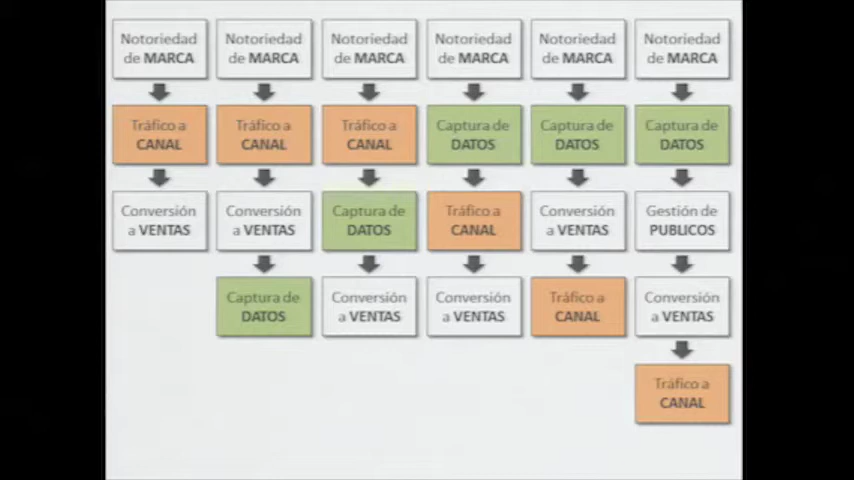 Notoriedad
de MARCA
Notoriedad
de MARCA
Notoriedad
de MARCA
Notoriedad
de MARCA
Notoriedad
de MARCA
Notoriedad
de MARCA
Tráfico a
CANAL
Tráfico a
CANAL
Tráfico a
CANAL
Captura de
DATOS
Captura de
DATOS
Captura de
DATOS
Conversión
a VENTAS
Conversión
a VENTAS
Captura de
DATOS
Tráfico a
CANAL
Conversión
a VENTAS
Gestión de
PUBLICOS
Captura de
DATOS
Conversión
a VENTAS
Conversión
a VENTAS
Tráfico a
CANAL
Conversión
a VENTAS
Tráfico a
CANAL